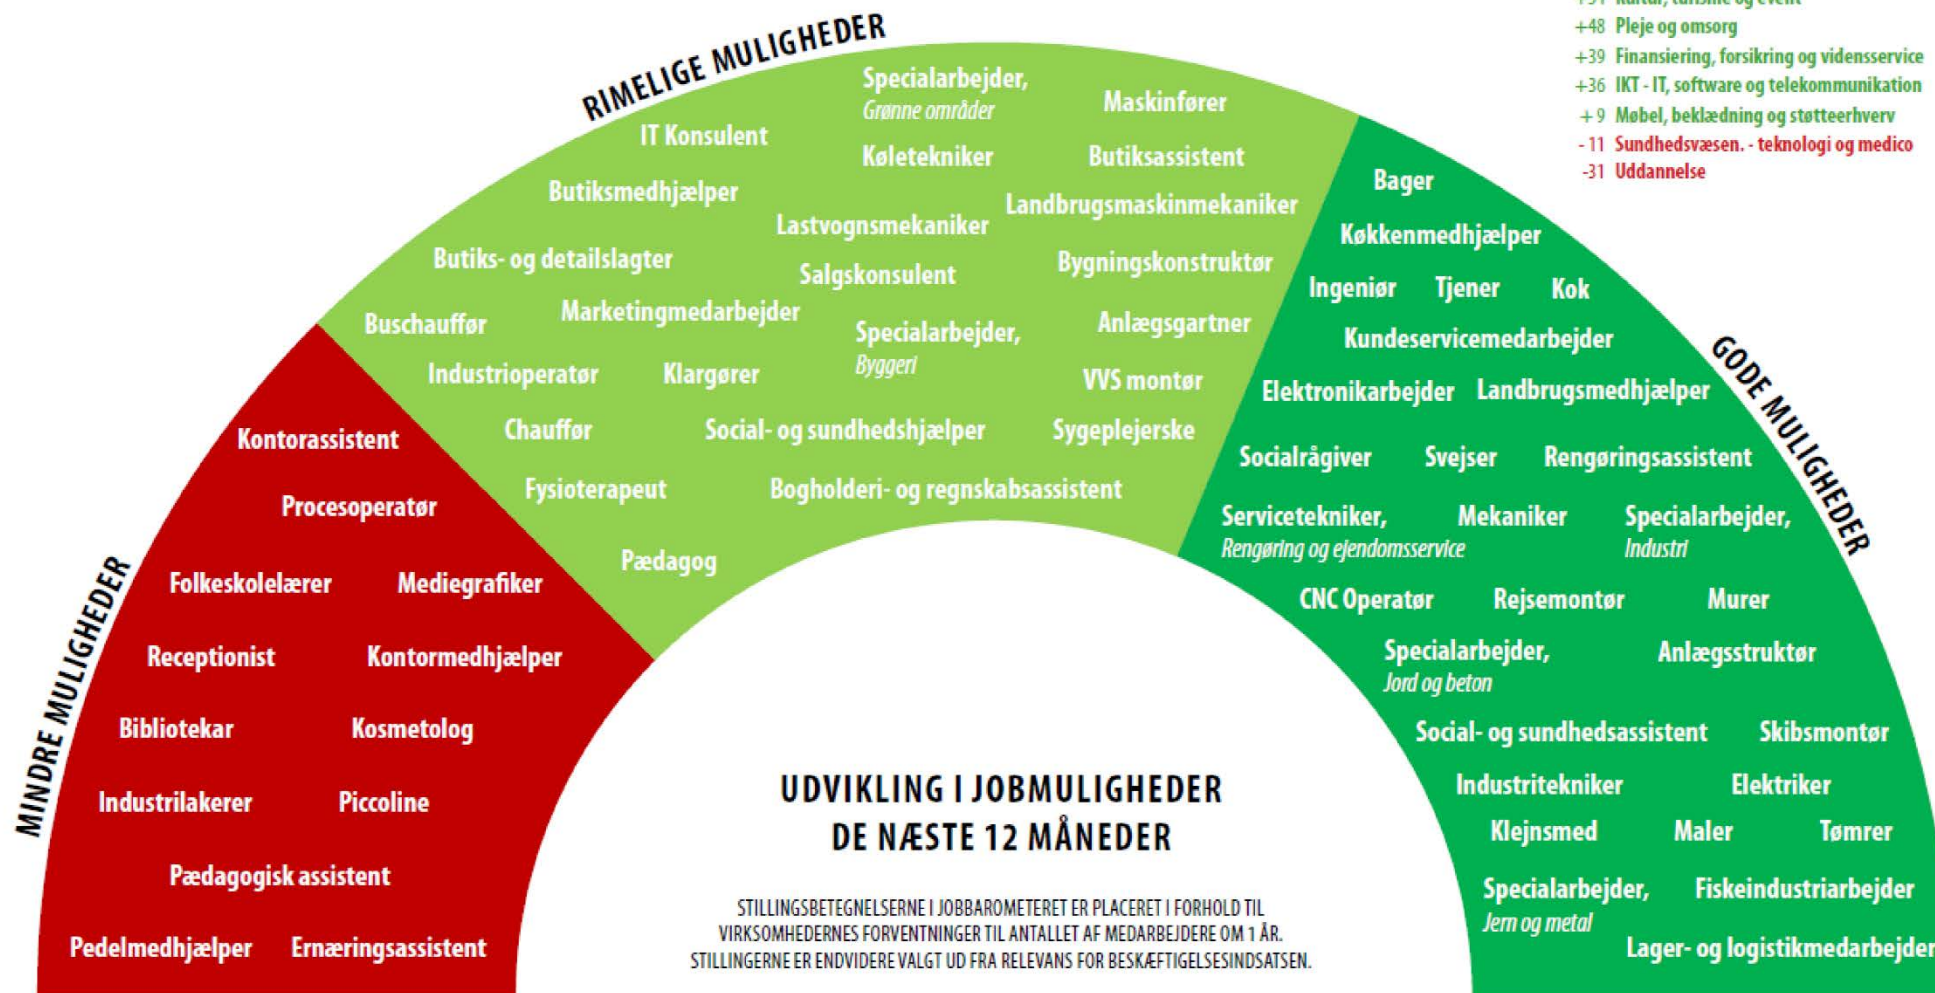 RIMELIGE MULIGHEDER
Specialarbejder,
Grønne områder
Maskinfører
IT Konsulent
Køletekniker
Butiksassistent
Butiksmedhjælper
Landbrugsmaskinmekaniker
Lastvognsmekaniker
Butiks- og detailslagter
Salgskonsulent
Bygningskonstruktør
Marketingmedarbejder
Buschauffør
Specialarbejder,
Byggeri
Anlægsgartner
Industrioperatør
Klargører
VVS montør
Chauffør
Social- og sundhedshjælper
Sygeplejerske
Fysioterapeut
Bogholderi- og regnskabsassistent
Pædagog
+48 Pleje og omsorg
+39 Finansiering, forsikring og vidensservice
+36 IKT - IT, software og telekommunikation
+ 9 Møbel, beklædning og støtteerhverv
- 11 Sundhedsvæsen. - teknologi og medico
-31 Uddannelse
GODE MULIGHEDER
Bager
Køkkenmedhjælper
Ingeniør Tjener Kok
Kundeservicemedarbejder
Elektronikarbejder Landbrugsmedhjælper
Socialrågiver Svejser Rengøringsassistent
Servicetekniker,
Rengøring og ejendomsservice
Mekaniker
Specialarbejder,
Industri
CNC Operatør Rejsemontør Murer
Specialarbejder,
Jord og beton
Anlægsstruktør
Social- og sundhedsassistent Skibsmontør
Industritekniker Elektriker
Klejnsmed Maler Tømrer
Specialarbejder,
Jern og metal
Fiskeindustriarbejder
Lager- og logistikmedarbejder
MINDRE MULIGHEDER
Kontorassistent
Procesoperatør
Folkeskolelærer Mediegrafiker
Receptionist Kontormedhjælper
Bibliotekar Kosmetolog
Industrilakerer Piccoline
Pædagogisk assistent
Pedelmedhjælper Ernæringsassistent
UDVIKLING I JOBMULIGHEDER
DE NÆSTE 12 MÅNEDER
STILLINGSBETEGNELSERNE I JOBBAROMETERET ER PLACERET I FORHOLD TIL
VIRKSOMHEDERNES FORVENTNINGER TIL ANTALLET AF MEDARBEJDERE OM 1 ÅR.
STILLINGERNE ER ENDVIDERE VALGT UD FRA RELEVANS FOR BESKÆFTIGELSESINDSATSEN.